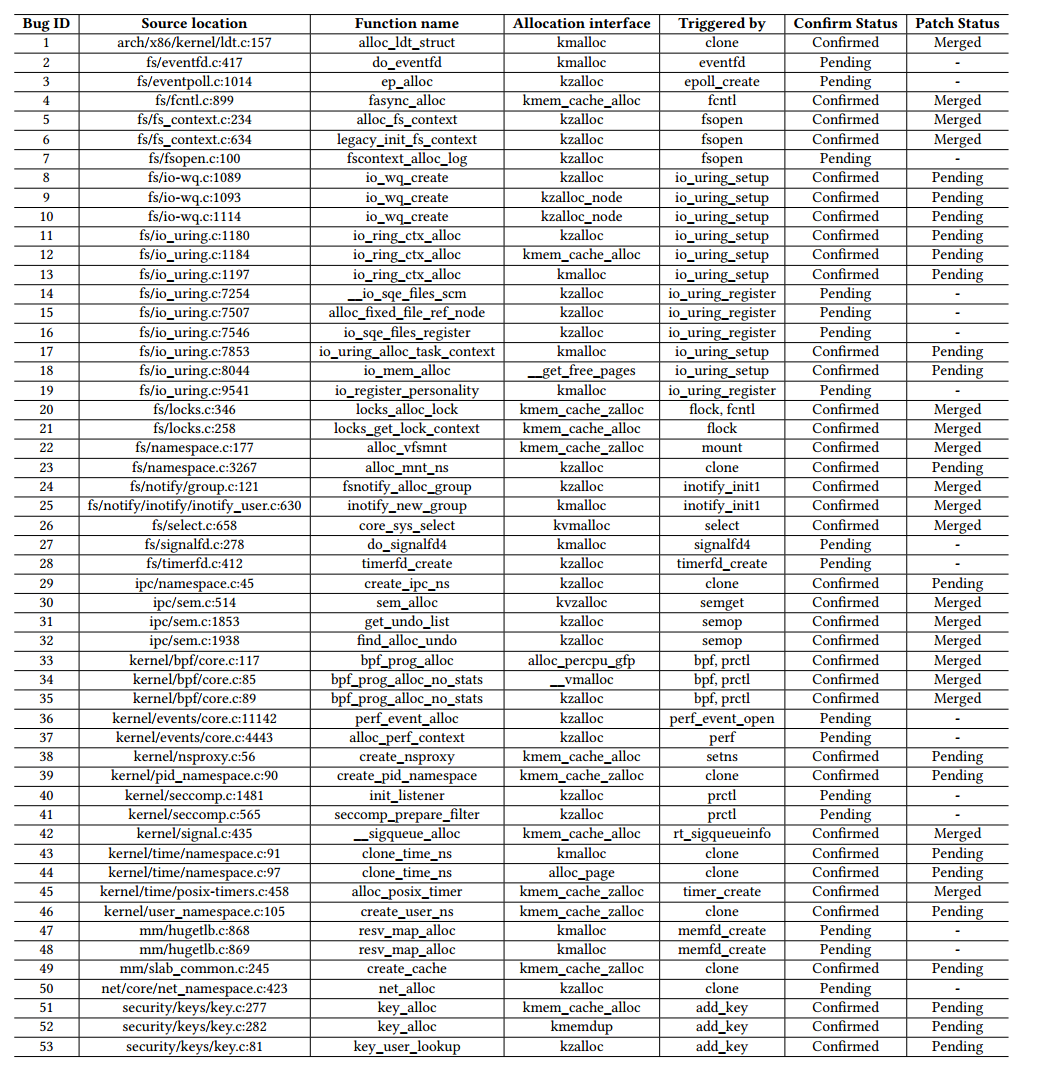 Bug ID Source location Function name Allocation interface Triggered by Confirm Status Patch Status
1 arch/x86/kernel/ldt.c:157 alloc_ldt_struct kmalloc clone Confirmed Merged
2 fs/eventfd.c:417 do_eventfd kmalloc eventfd Pending -
3 fs/eventpoll.c:1014 ep_alloc kzalloc epoll_create Pending -
4 fs/fcntl.c:899 fasync_alloc kmem_cache_alloc fcntl Confirmed Merged
5 fs/fs_context.c:234 alloc_fs_context kzalloc fsopen Confirmed Merged
6 fs/fs_context.c:634 legacy_init_fs_context kzalloc fsopen Confirmed Merged
7 fs/fsopen.c:100 fscontext_alloc_log kzalloc fsopen Pending -
8 fs/io-wq.c:1089 io_wq_create kzalloc io_uring_setup Confirmed Pending
9 fs/io-wq.c:1093 io_wq_create kzalloc_node io_uring_setup Confirmed Pending
10 fs/io-wq.c:1114 io_wq_create kzalloc_node io_uring_setup Confirmed Pending
11 fs/io_uring.c:1180 io_ring_ctx_alloc kzalloc io_uring_setup Confirmed Pending
12 fs/io_uring.c:1184 io_ring_ctx_alloc kmem_cache_alloc io_uring_setup Confirmed Pending
13 fs/io_uring.c:1197 io_ring_ctx_alloc kmalloc io_uring_setup Confirmed Pending
14 fs/io_uring.c:7254 __io_sqe_files_scm kzalloc io_uring_register Pending -
15 fs/io_uring.c:7507 alloc_fixed_file_ref_node kzalloc io_uring_register Pending -
16 fs/io_uring.c:7546 io_sqe_files_register kzalloc io_uring_register Pending -
17 fs/io_uring.c:7853 io_uring_alloc_task_context kmalloc io_uring_setup Confirmed Pending
18 fs/io_uring.c:8044 io_mem_alloc __get_free_pages io_uring_setup Confirmed Pending
19 fs/io_uring.c:9541 io_register_personality kmalloc io_uring_register Pending -
20 fs/locks.c:346 locks_alloc_lock kmem_cache_zalloc flock, fcntl Confirmed Merged
21 fs/locks.c:258 locks_get_lock_context kmem_cache_alloc flock Confirmed Merged
22 fs/namespace.c:177 alloc_vfsmnt kmem_cache_zalloc mount Confirmed Merged
23 fs/namespace.c:3267 alloc_mnt_ns kzalloc clone Confirmed Pending
24 fs/notify/group.c:121 fsnotify_alloc_group kzalloc inotify_init1 Confirmed Merged
25 fs/notify/inotify/inotify_user.c:630 inotify_new_group kmalloc inotify_init1 Confirmed Merged
26 fs/select.c:658 core_sys_select kvmalloc select Confirmed Merged
27 fs/signalfd.c:278 do_signalfd4 kmalloc signalfd4 Pending -
28 fs/timerfd.c:412 timerfd_create kzalloc timerfd_create Pending -
29 ipc/namespace.c:45 create_ipc_ns kzalloc clone Confirmed Pending
30 ipc/sem.c:514 sem_alloc kvzalloc semget Confirmed Merged
31 ipc/sem.c:1853 get_undo_list kzalloc semop Confirmed Merged
32 ipc/sem.c:1938 find_alloc_undo kzalloc semop Confirmed Merged
33 kernel/bpf/core.c:117 bpf_prog_alloc alloc_percpu_gfp bpf, prctl Confirmed Merged
34 kernel/bpf/core.c:85 bpf_prog_alloc_no_stats __vmalloc bpf, prctl Confirmed Merged
35 kernel/bpf/core.c:89 bpf_prog_alloc_no_stats kzalloc bpf, prctl Confirmed Merged
36 kernel/events/core.c:11142 perf_event_alloc kzalloc perf_event_open Pending -
37 kernel/events/core.c:4443 alloc_perf_context kzalloc perf Pending -
38 kernel/nsproxy.c:56 create_nsproxy kmem_cache_alloc setns Confirmed Pending
39 kernel/pid_namespace.c:90 create_pid_namespace kmem_cache_zalloc clone Confirmed Pending
40 kernel/seccomp.c:1481 init_listener kzalloc prctl Pending -
41 kernel/seccomp.c:565 seccomp_prepare_filter kzalloc prctl Pending -
42 kernel/signal.c:435 __sigqueue_alloc kmem_cache_alloc rt_sigqueueinfo Confirmed Merged
43 kernel/time/namespace.c:91 clone_time_ns kmalloc clone Confirmed Pending
44 kernel/time/namespace.c:97 clone_time_ns alloc_page clone Confirmed Pending
45 kernel/time/posix-timers.c:458 alloc_posix_timer kmem_cache_zalloc timer_create Confirmed Merged
46 kernel/user_namespace.c:105 create_user_ns kmem_cache_zalloc clone Confirmed Pending
47 mm/hugetlb.c:868 resv_map_alloc kmalloc memfd_create Pending -
48 mm/hugetlb.c:869 resv_map_alloc kmalloc memfd_create Pending -
49 mm/slab_common.c:245 create_cache kmem_cache_zalloc clone Confirmed Pending
50 net/core/net_namespace.c:423 net_alloc kzalloc clone Pending -
51 security/keys/key.c:277 key_alloc kmem_cache_alloc add_key Confirmed Pending
52 security/keys/key.c:282 key_alloc kmemdup add_key Confirmed Pending
53 security/keys/key.c:81 key_user_lookup kzalloc add_key Confirmed Pending